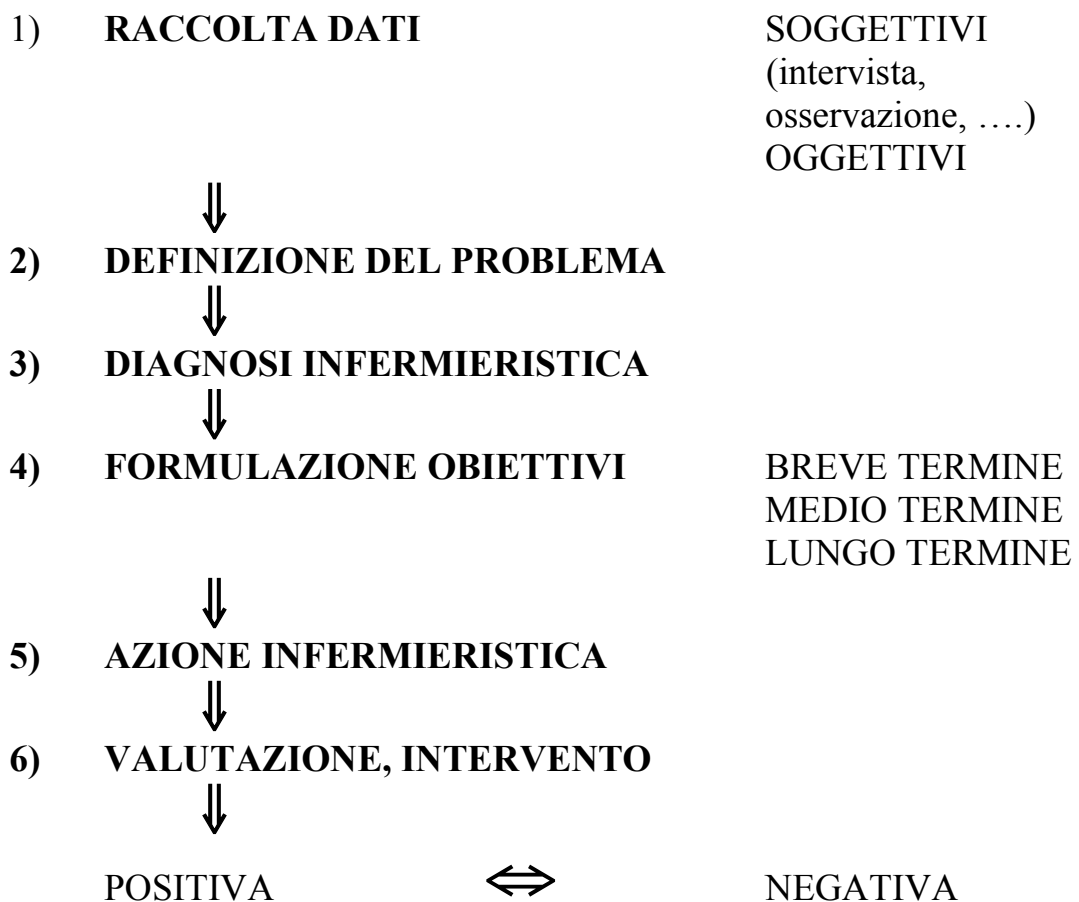 1) RACCOLTA DATI SOGGETTIVI
(intervista,
osservazione, ….)
OGGETTIVI
⇓
2) DEFINIZIONE DEL PROBLEMA
⇓
3) DIAGNOSI INFERMIERISTICA
⇓
4) FORMULAZIONE OBIETTIVI BREVE TERMINE
MEDIO TERMINE
LUNGO TERMINE
⇓
5) AZIONE INFERMIERISTICA
⇓
6) VALUTAZIONE, INTERVENTO
⇓
POSITIVA ⇔ NEGATIVA